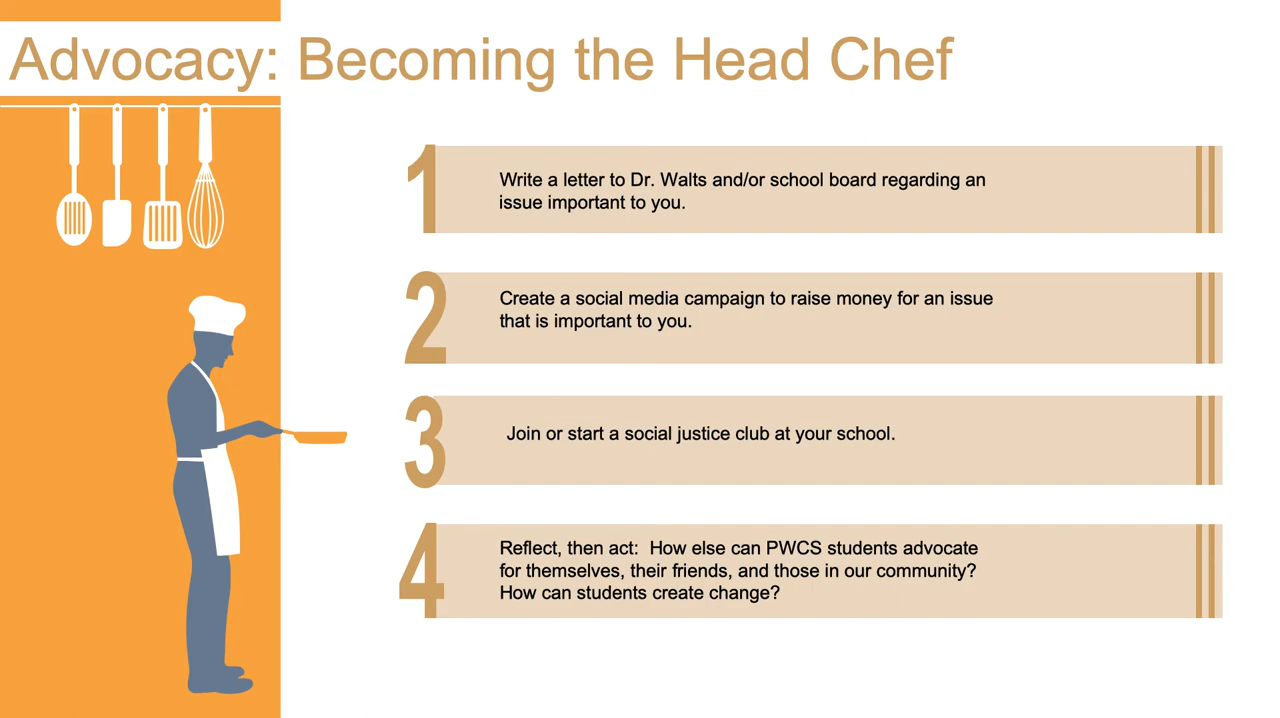 Advocacy: Becoming the Head Chef
1
Write a letter to Dr. Walts and/or school board regarding an
issue important to you.
2
Create a social media campaign to raise money for an issue
that is important to you.
3
Join or start a social justice club at your school.
4
Reflect, then act:  How else can PWCS students advocate
for themselves, their friends, and those in our community?
How can students create change?